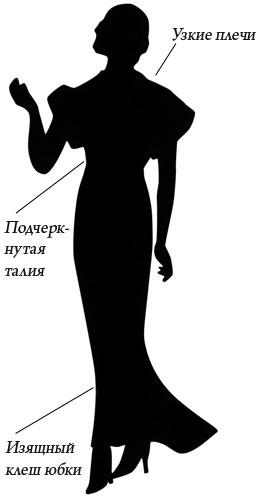 Узкие плечи
Подчерк-
нутая
талия
Изящный
клеш юбки